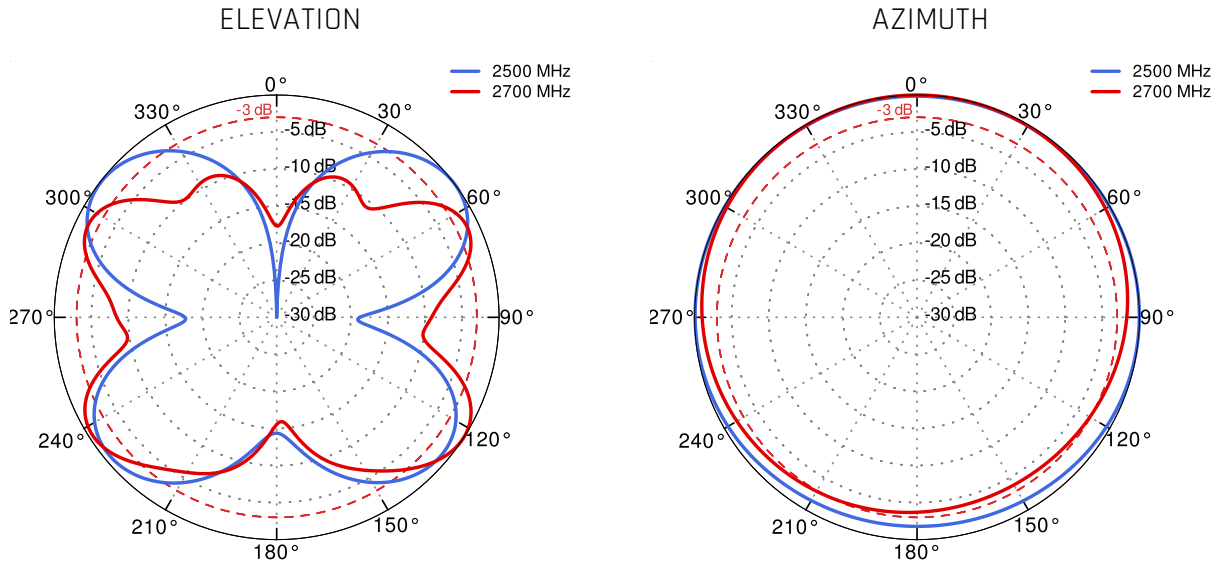 ELEVATION
2500 MHz
2700 MHz
0°
330°
-3 dB
30°
-5 dB
-10 dB
300°
60°
-15 dB
-20 dB
-25 dB
270°
-30 dB
90°
240°
120°
210°
150°
180°
AZIMUTH
2500 MHz
2700 MHz
0°
330°
-3 dB
30°
-5 dB
-10 dB
300°
60°
-15 dB
-20 dB
-25 dB
270°
-30 dB
90°
240°
120°
210°
150°
180°